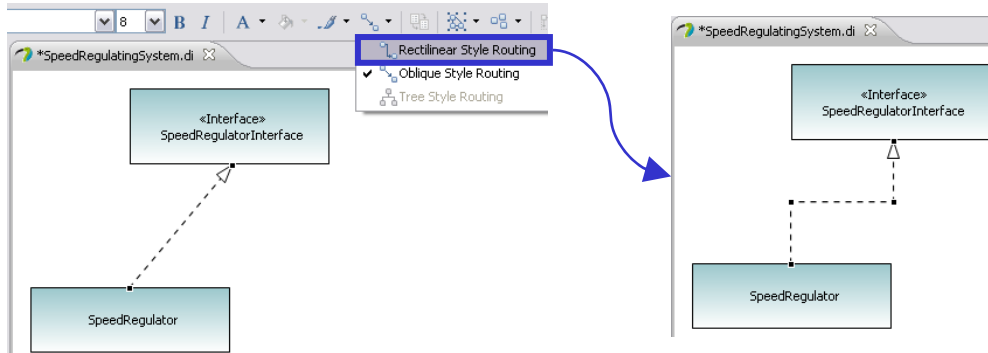 8 B I A
*SpeedRegulatingSystem.di
Rectilinear Style Routing
Oblique Style Routing
Tree Style Routing
«Interface»
SpeedRegulatorInterface
SpeedRegulator
*SpeedRegulatingSystem.di
«Interface»
SpeedRegulatorInterface
SpeedRegulator